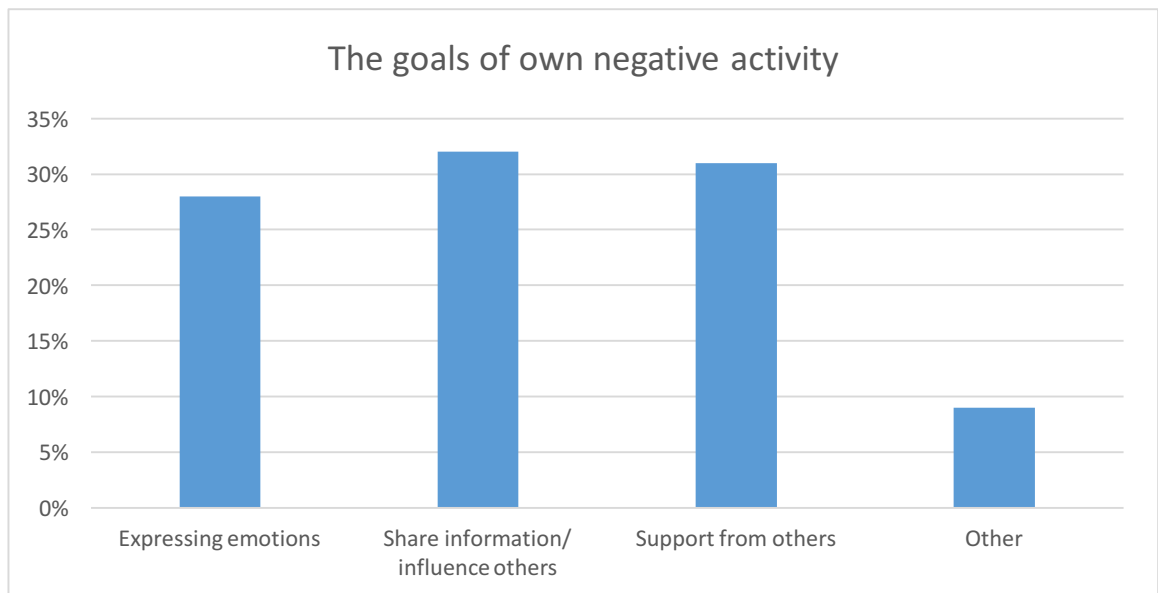 The goals of own negative activity
35%
30%
25%
20%
15%
10%
5%
0%
Expressing emotions
Share information/
influence others
Support from others
Other